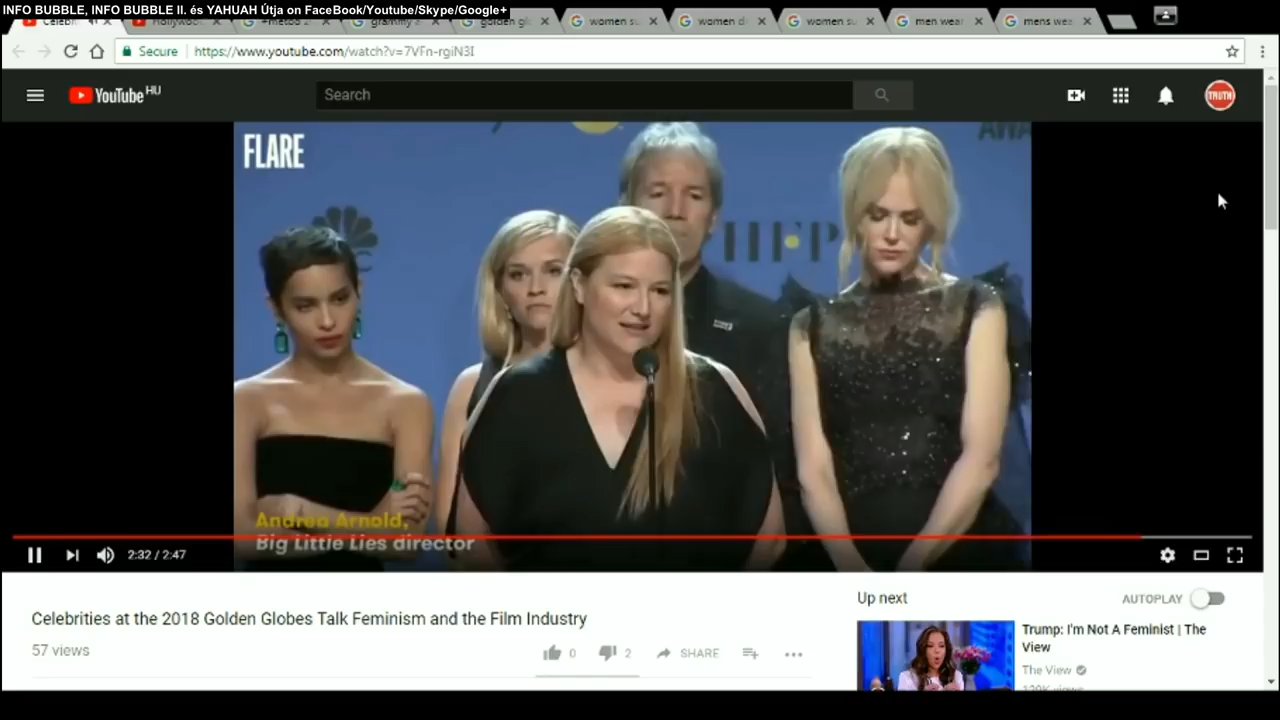 INFO BUBBLE, INFO BUBBLE II. és YAHUAH Útja on FaceBook/Youtube/Skype/Google+
women su
women d
women su
men wear
mens wea
Secure
https://www.youtube.com/watch?v=7VFn-rgiN3I
YouTube HU
Search
TRUTH
FLARE
HFP
Andrea Arnold,
Big Little Lies director
2:32 / 2:47
Up next
AUTOPLAY
Celebrities at the 2018 Golden Globes Talk Feminism and the Film Industry
57 views
0
2
SHARE
Trump: I'm Not A Feminist | The
View
The View